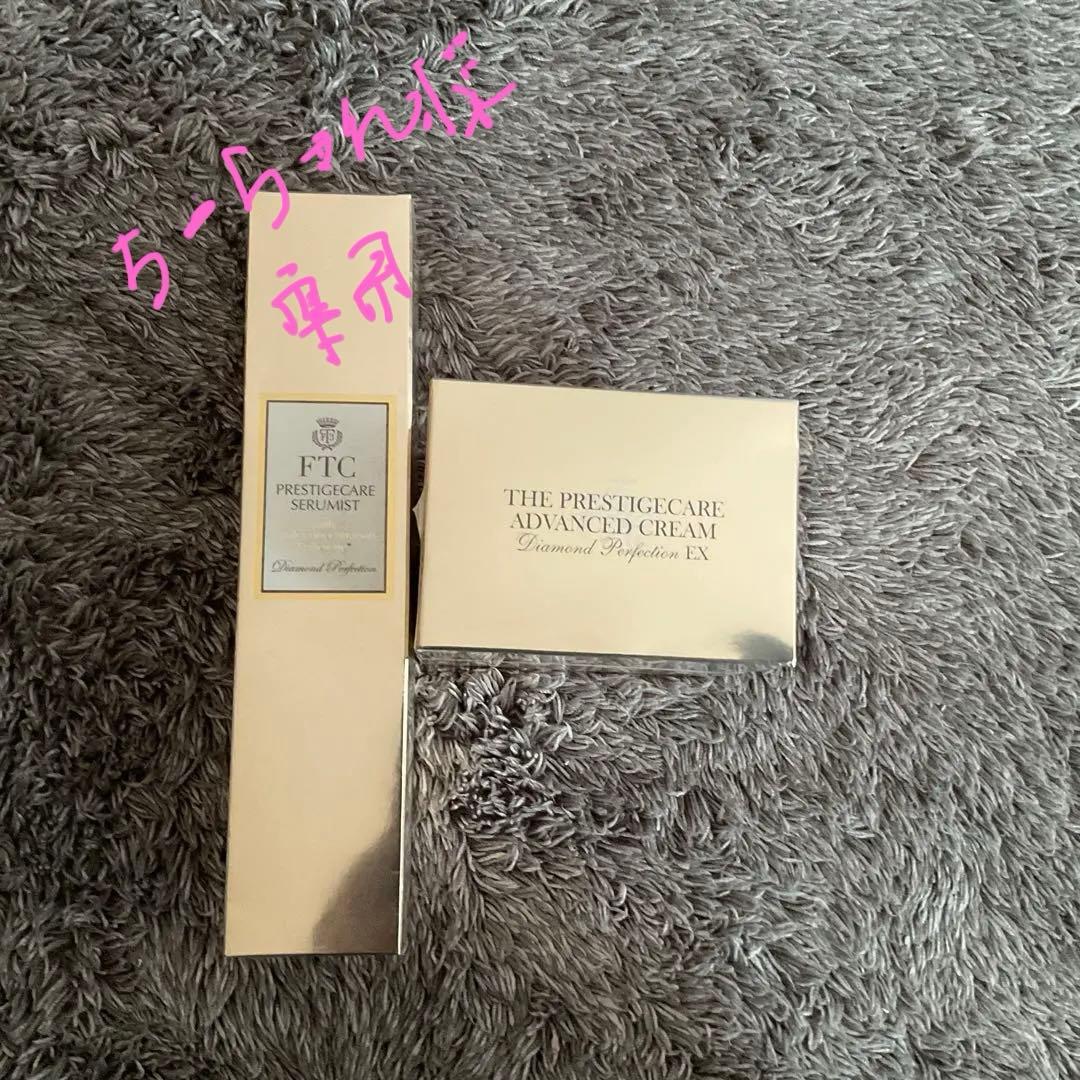 ちーちゃん様
専用
FTC
PRESTIGECARE
SERUMIST
Diamond Perfection
THE PRESTIGECARE
ADVANCED CREAM
Diamond Perfection EX